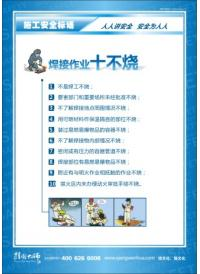 施工安全标语
人人讲安全 安全为人人
焊接作业十不烧
1 不是焊工不烧；
2 要害部门和重要场所未经批准不烧；
3 不了解焊接地点周围情况不烧；
4 用可燃材料作保温隔音的部位不烧；
5 装过易燃易爆物品的容器不烧；
6 不了解焊接物内部情况不烧；
7 密闭或有压力的容器管道不烧；
8 焊接部位有易燃易爆物品不烧；
9 附近有与明火作业相抵触的作业不烧；
10 禁火区内未办理动火审批手续不烧。
400 626 8008